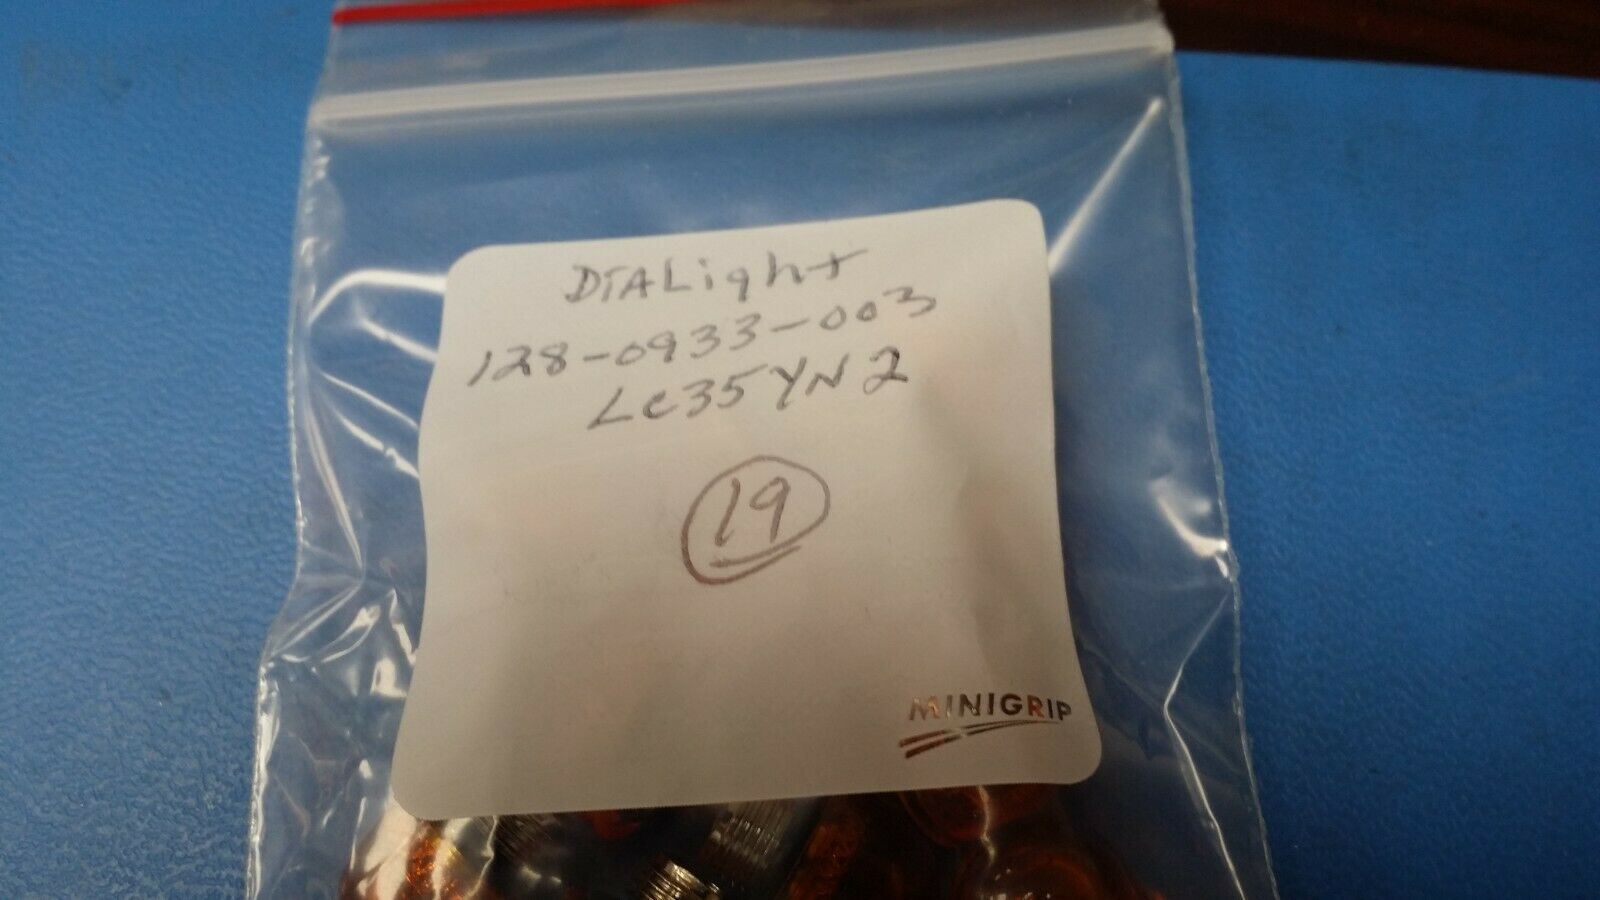 DIALight
128-0933-003
LC35YN2
19
MINIGRIP